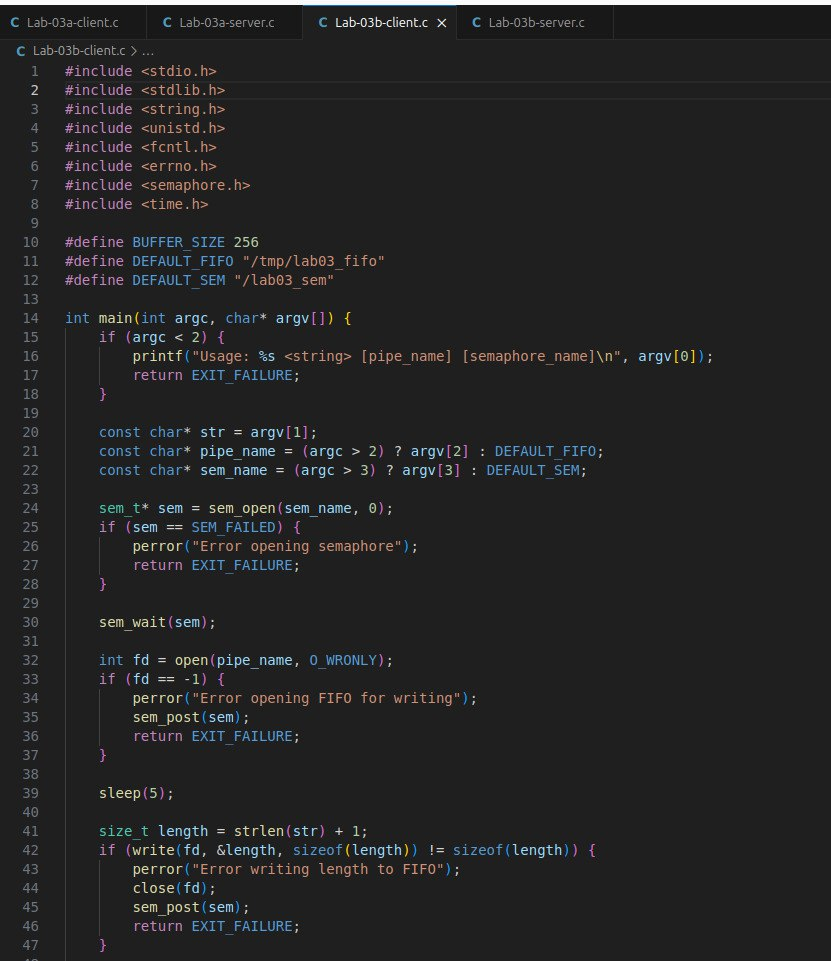 C Lab-03a-client.c C Lab-03a-server.c C Lab-03b-client.c × C Lab-03b-server.c
C Lab-03b-client.c > ...
1 #include <stdio.h>
2 #include <stdlib.h>
3 #include <string.h>
4 #include <unistd.h>
5 #include <fcntl.h>
6 #include <errno.h>
7 #include <semaphore.h>
8 #include <time.h>
9
10 #define BUFFER_SIZE 256
11 #define DEFAULT_FIFO "/tmp/lab03_fifo"
12 #define DEFAULT_SEM "/lab03_sem"
13
14 int main(int argc, char* argv[]) {
15     if (argc < 2) {
16         printf("Usage: %s <string> [pipe_name] [semaphore_name]\n", argv[0]);
17         return EXIT_FAILURE;
18     }
19
20     const char* str = argv[1];
21     const char* pipe_name = (argc > 2) ? argv[2] : DEFAULT_FIFO;
22     const char* sem_name = (argc > 3) ? argv[3] : DEFAULT_SEM;
23
24     sem_t* sem = sem_open(sem_name, 0);
25     if (sem == SEM_FAILED) {
26         perror("Error opening semaphore");
27         return EXIT_FAILURE;
28     }
29
30     sem_wait(sem);
31
32     int fd = open(pipe_name, O_WRONLY);
33     if (fd == -1) {
34         perror("Error opening FIFO for writing");
35         sem_post(sem);
36         return EXIT_FAILURE;
37     }
38
39     sleep(5);
40
41     size_t length = strlen(str) + 1;
42     if (write(fd, &length, sizeof(length)) != sizeof(length)) {
43         perror("Error writing length to FIFO");
44         close(fd);
45         sem_post(sem);
46         return EXIT_FAILURE;
47     }